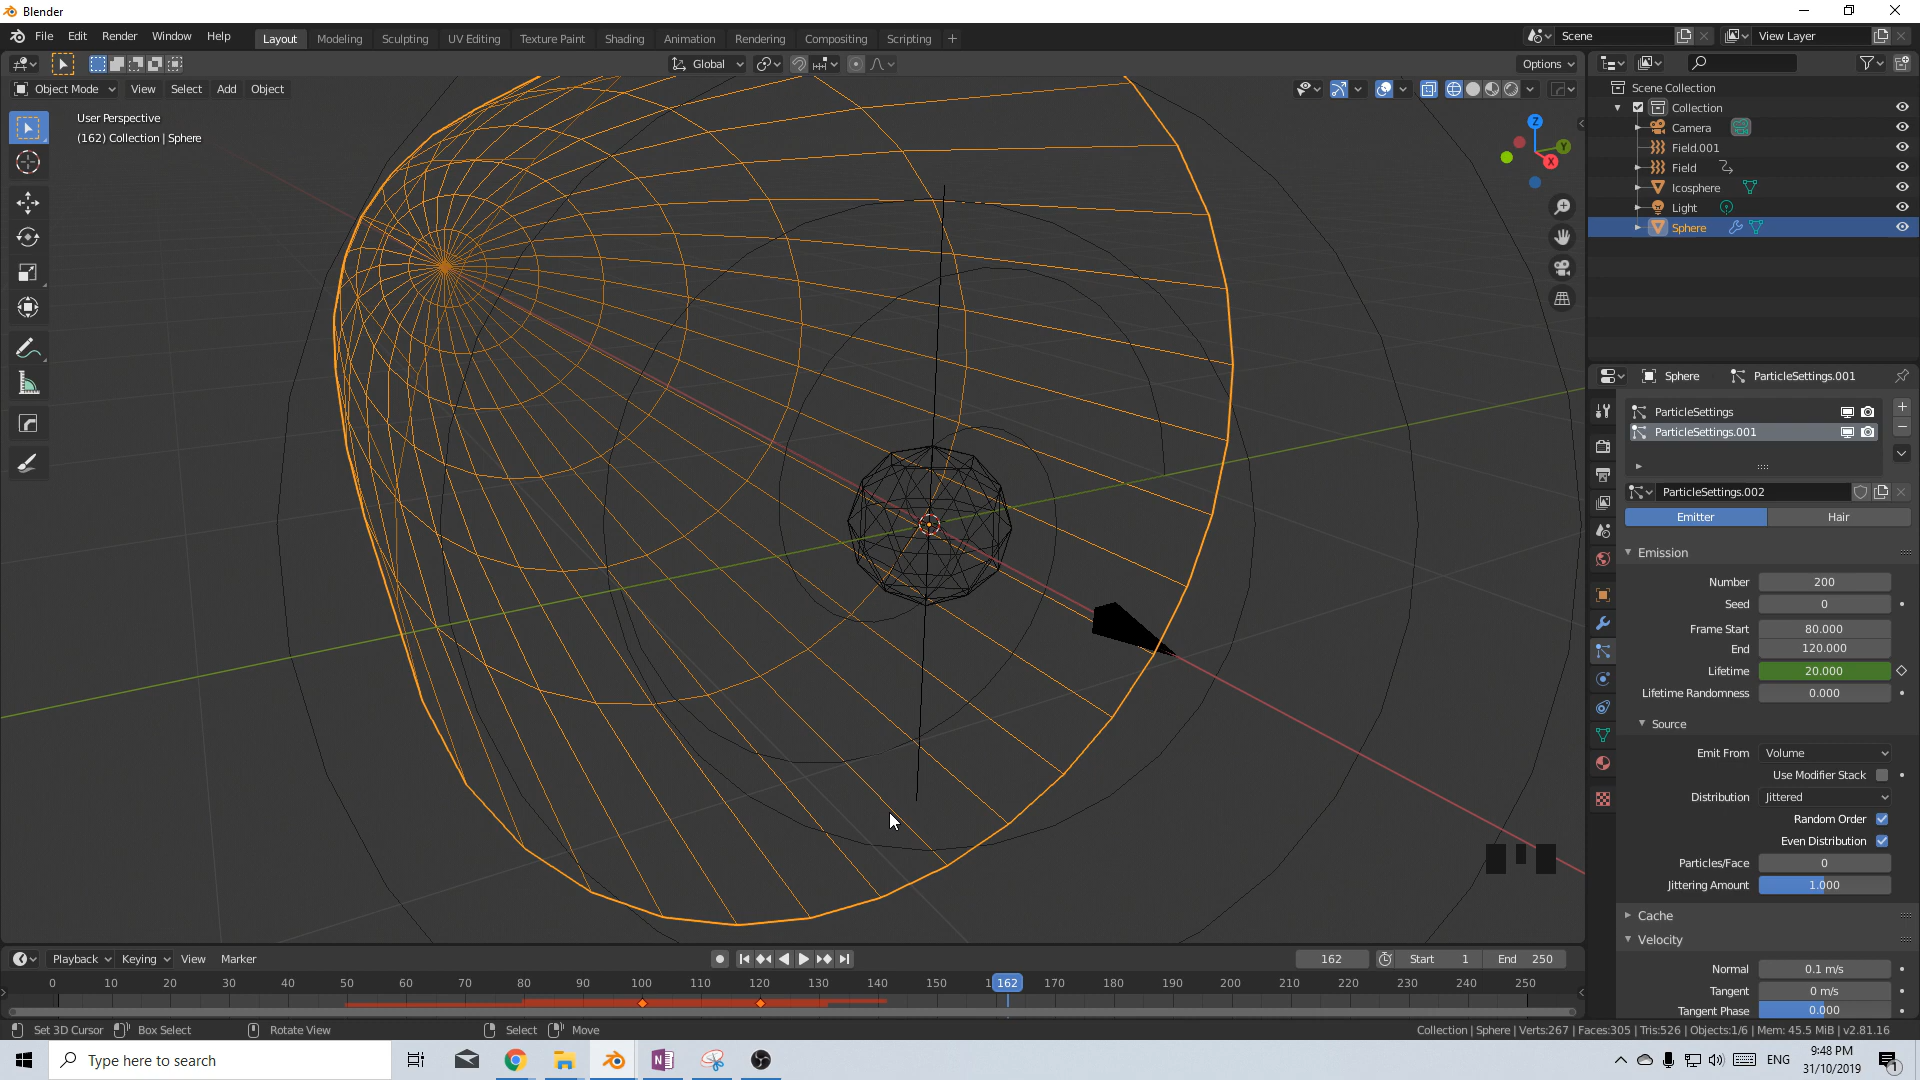 Blender
File Edit Render Window Help
Layout Modeling Sculpting UV Editing Texture Paint Shading Animation Rendering Compositing Scripting +
Scene
View Layer
Global
Options
Object Mode View Select Add Object
User Perspective
(162) Collection | Sphere
Z
Y
X
Scene Collection
Collection
Camera
Field.001
Field
Icosphere
Light
Sphere
Sphere
ParticleSettings.001
ParticleSettings
ParticleSettings.001
ParticleSettings.002
Emitter Hair
Emission
Number 200
Seed 0
Frame Start 80.000
End 120.000
Lifetime 20.000
Lifetime Randomness 0.000
Source
Emit From Volume
Use Modifier Stack
Distribution Jittered
Random Order
Even Distribution
Particles/Face 0
Jittering Amount 1.000
Cache
Velocity
Normal 0.1 m/s
Tangent 0 m/s
Tangent Phase 0.000
Playback Keying View Marker
162
Start 1
End 250
0 10 20 30 40 50 60 70 80 90 100 110 120 130 140 150 162 170 180 190 200 210 220 230 240 250
Set 3D Cursor Box Select Rotate View Select Move
Collection | Sphere | Verts:267 | Faces:305 | Tris:526 | Objects:1/6 | Mem: 45.5 MiB | v2.81.16
Type here to search
ENG
9:48 PM
31/10/2019
1